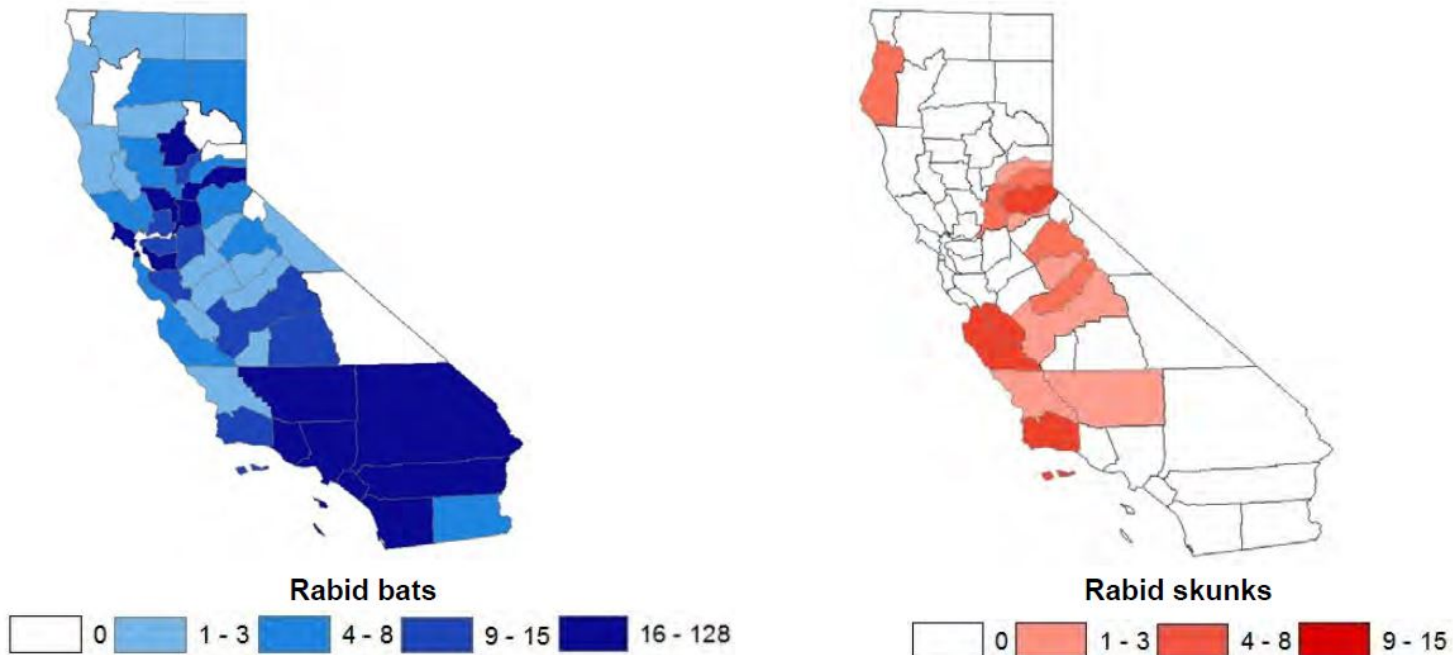 Rabid bats
0 1 - 3 4 - 8 9 - 15 16 - 128
Rabid skunks
0 1 - 3 4 - 8 9 - 15